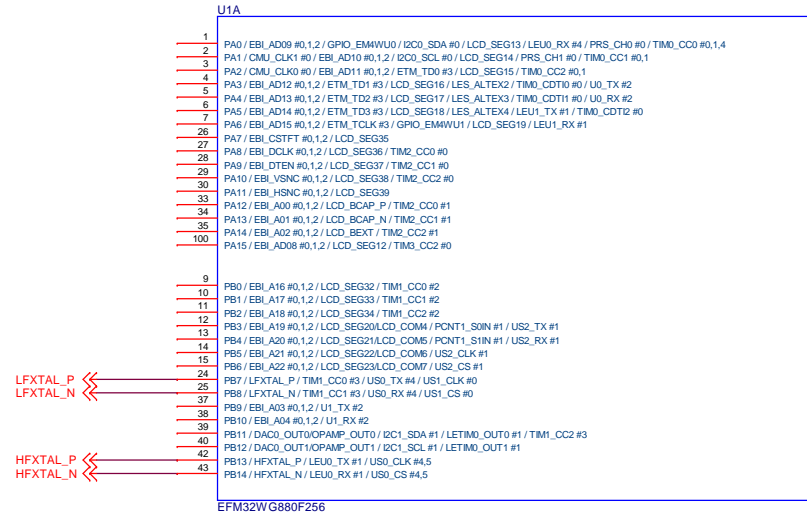 U1A
1 PA0 / EBI_AD09 #0,1,2 / GPIO_EM4WU0 / I2C0_SDA #0 / LCD_SEG13 / LEU0_RX #4 / PRS_CH0 #0 / TIM0_CC0 #0,1,4
2 PA1 / CMU_CLK1 #0 / EBI_AD10 #0,1,2 / I2C0_SCL #0 / LCD_SEG14 / PRS_CH1 #0 / TIM0_CC1 #0,1
3 PA2 / CMU_CLK0 #0 / EBI_AD11 #0,1,2 / ETM_TD0 #3 / LCD_SEG15 / TIM0_CC2 #0,1
4 PA3 / EBI_AD12 #0,1,2 / ETM_TD1 #3 / LCD_SEG16 / LES_ALTEX2 / TIM0_CDTI0 #0 / U0_TX #2
5 PA4 / EBI_AD13 #0,1,2 / ETM_TD2 #3 / LCD_SEG17 / LES_ALTEX3 / TIM0_CDTI1 #0 / U0_RX #2
6 PA5 / EBI_AD14 #0,1,2 / ETM_TD3 #3 / LCD_SEG18 / LES_ALTEX4 / LEU1_TX #1 / TIM0_CDTI2 #0
7 PA6 / EBI_AD15 #0,1,2 / ETM_TCLK #3 / GPIO_EM4WU1 / LCD_SEG19 / LEU1_RX #1
26 PA7 / EBI_CSTFT #0,1,2 / LCD_SEG35
27 PA8 / EBI_DCLK #0,1,2 / LCD_SEG36 / TIM2_CC0 #0
28 PA9 / EBI_DTEN #0,1,2 / LCD_SEG37 / TIM2_CC1 #0
29 PA10 / EBI_VSNC #0,1,2 / LCD_SEG38 / TIM2_CC2 #0
30 PA11 / EBI_HSNC #0,1,2 / LCD_SEG39
33 PA12 / EBI_A00 #0,1,2 / LCD_BCAP_P / TIM2_CC0 #1
34 PA13 / EBI_A01 #0,1,2 / LCD_BCAP_N / TIM2_CC1 #1
35 PA14 / EBI_A02 #0,1,2 / LCD_BEXT / TIM2_CC2 #1
100 PA15 / EBI_AD08 #0,1,2 / LCD_SEG12 / TIM3_CC2 #0
9 PB0 / EBI_A16 #0,1,2 / LCD_SEG32 / TIM1_CC0 #2
10 PB1 / EBI_A17 #0,1,2 / LCD_SEG33 / TIM1_CC1 #2
11 PB2 / EBI_A18 #0,1,2 / LCD_SEG34 / TIM1_CC2 #2
12 PB3 / EBI_A19 #0,1,2 / LCD_SEG20/LCD_COM4 / PCNT1_S0IN #1 / US2_TX #1
13 PB4 / EBI_A20 #0,1,2 / LCD_SEG21/LCD_COM5 / PCNT1_S1IN #1 / US2_RX #1
14 PB5 / EBI_A21 #0,1,2 / LCD_SEG22/LCD_COM6 / US2_CLK #1
15 PB6 / EBI_A22 #0,1,2 / LCD_SEG23/LCD_COM7 / US2_CS #1
LFXTAL_P 24 PB7 / LFXTAL_P / TIM1_CC0 #3 / US0_TX #4 / US1_CLK #0
LFXTAL_N 25 PB8 / LFXTAL_N / TIM1_CC1 #3 / US0_RX #4 / US1_CS #0
37 PB9 / EBI_A03 #0,1,2 / U1_TX #2
38 PB10 / EBI_A04 #0,1,2 / U1_RX #2
39 PB11 / DAC0_OUT0/OPAMP_OUT0 / I2C1_SDA #1 / LETIM0_OUT0 #1 / TIM1_CC2 #3
40 PB12 / DAC0_OUT1/OPAMP_OUT1 / I2C1_SCL #1 / LETIM0_OUT1 #1
HFXTAL_P 42 PB13 / HFXTAL_P / LEU0_TX #1 / US0_CLK #4,5
HFXTAL_N 43 PB14 / HFXTAL_N / LEU0_RX #1 / US0_CS #4,5
EFM32WG880F256